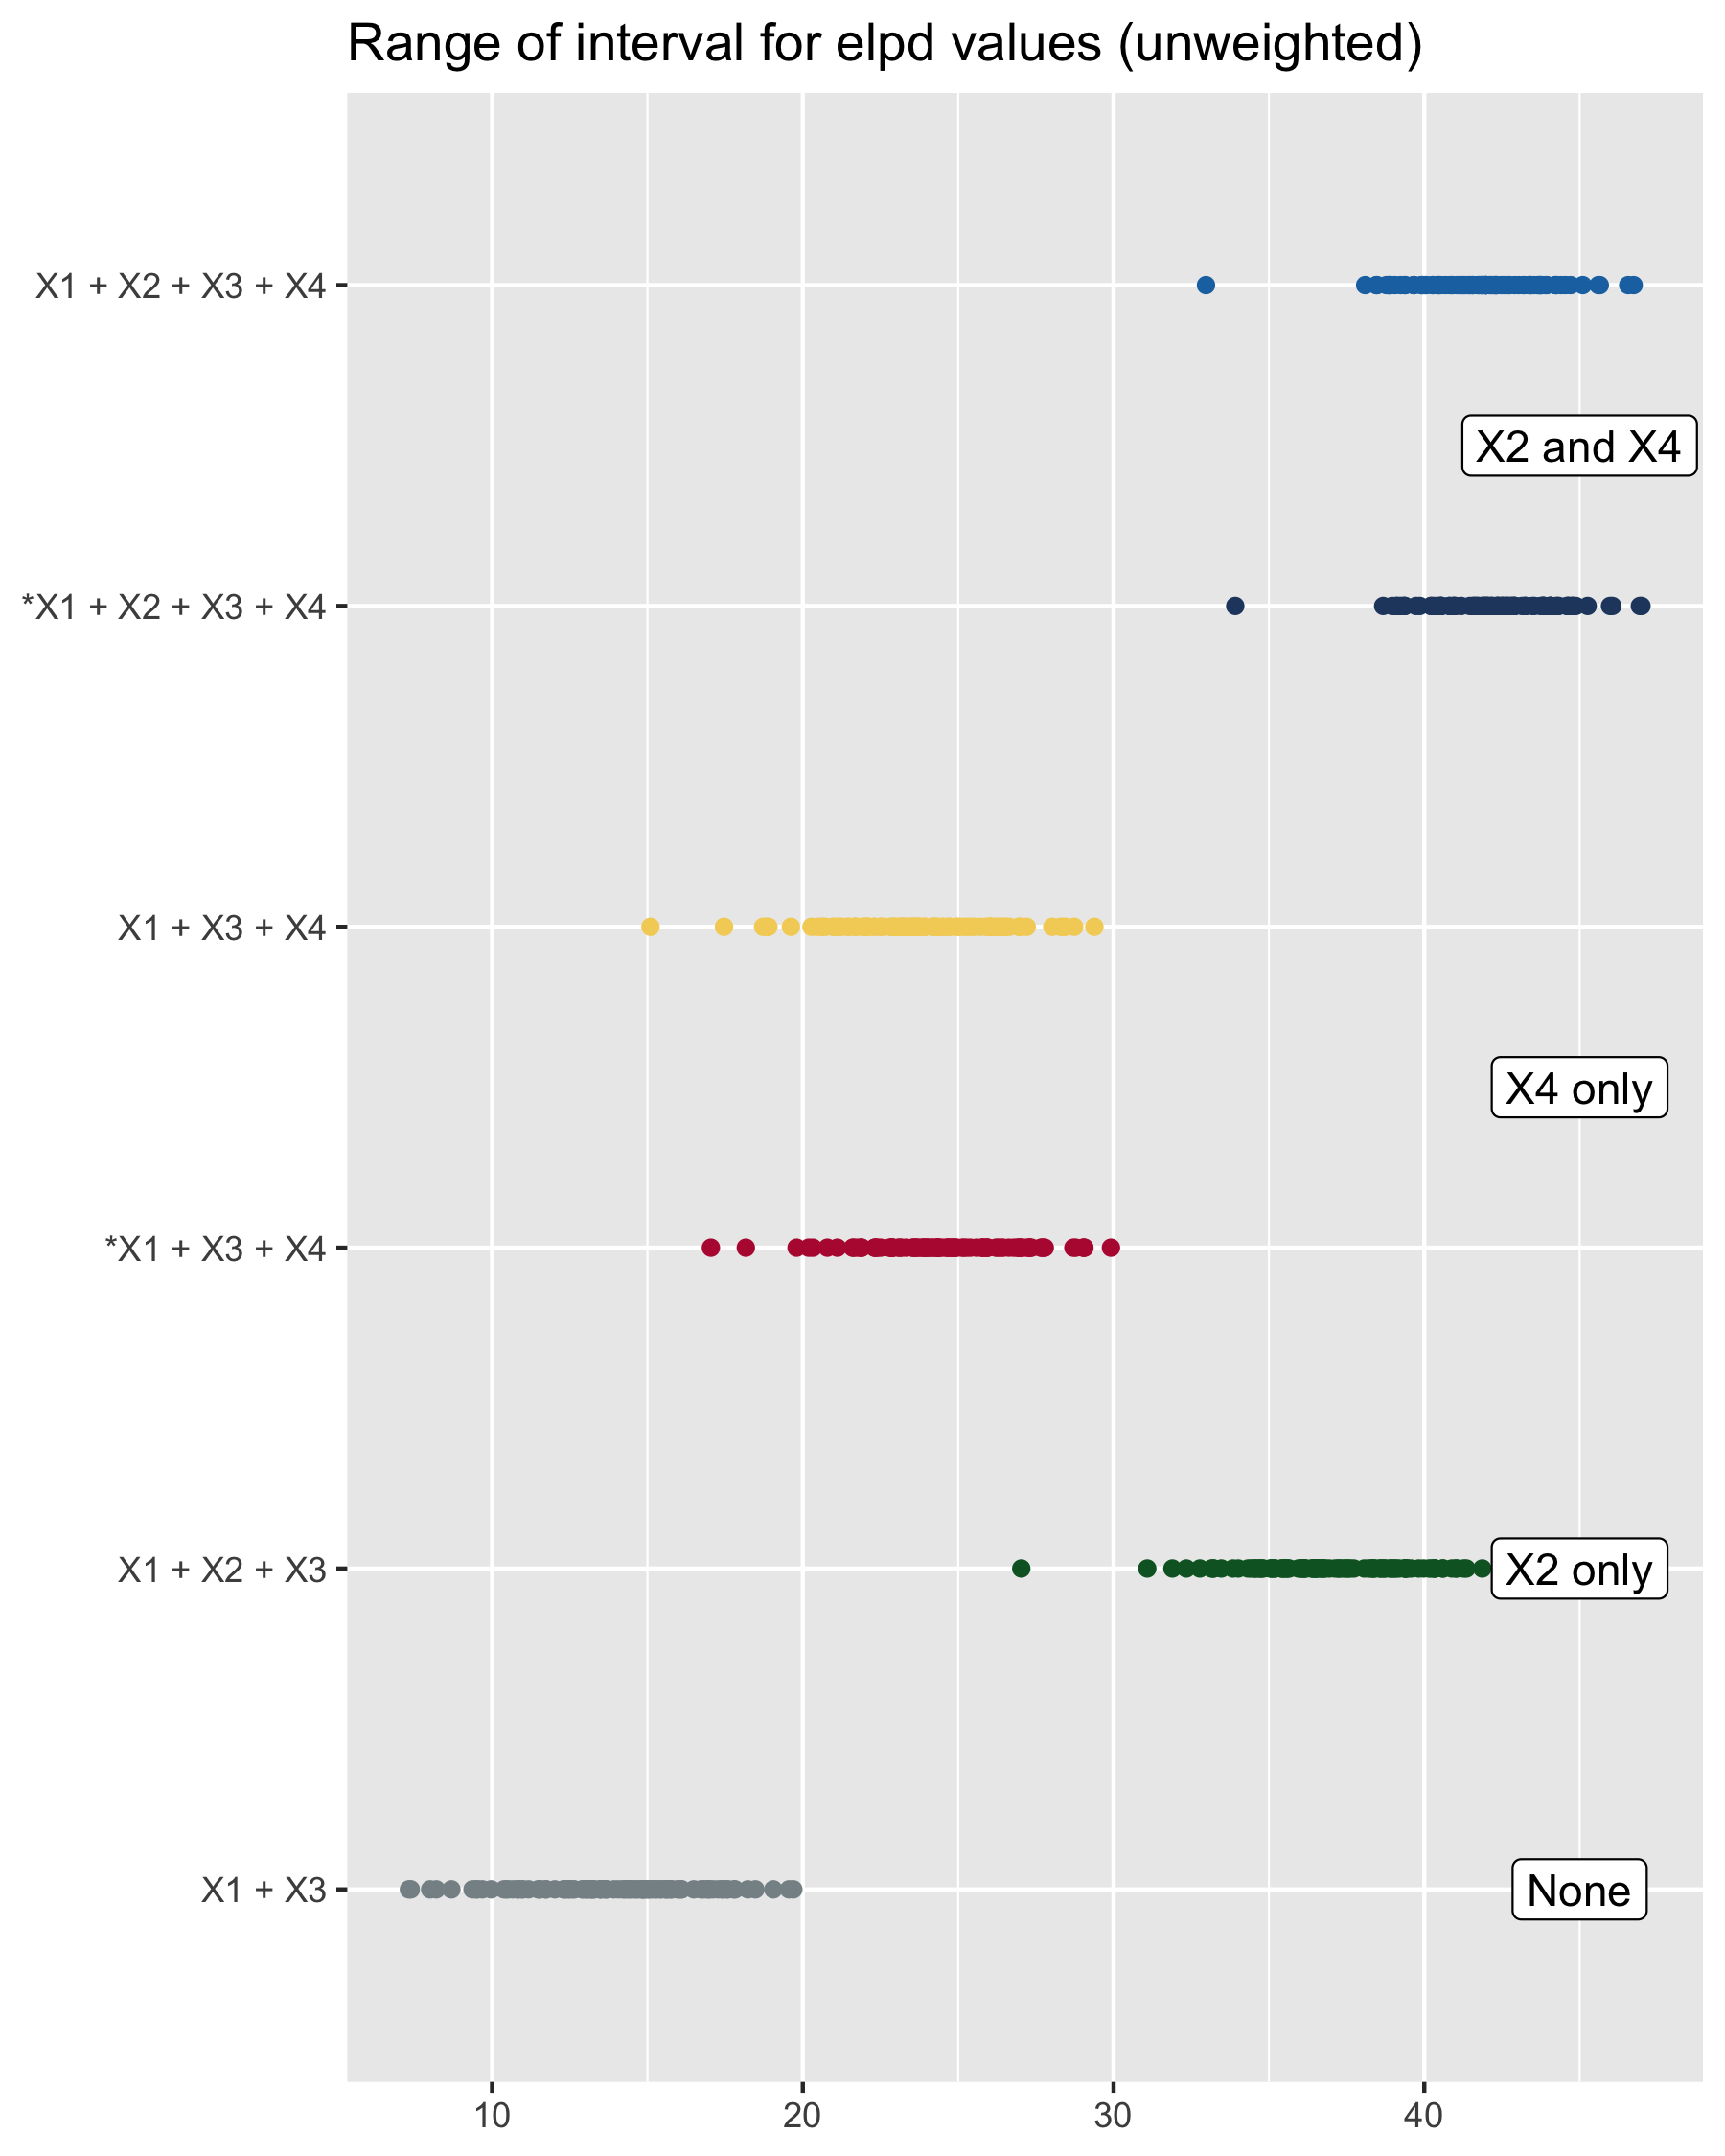 Range of interval for elpd values (unweighted)
X1 + X2 + X3 + X4
X2 and X4
*X1 + X2 + X3 + X4
X1 + X3 + X4
X4 only
*X1 + X3 + X4
X1 + X2 + X3
X2 only
X1 + X3
None
10 20 30 40